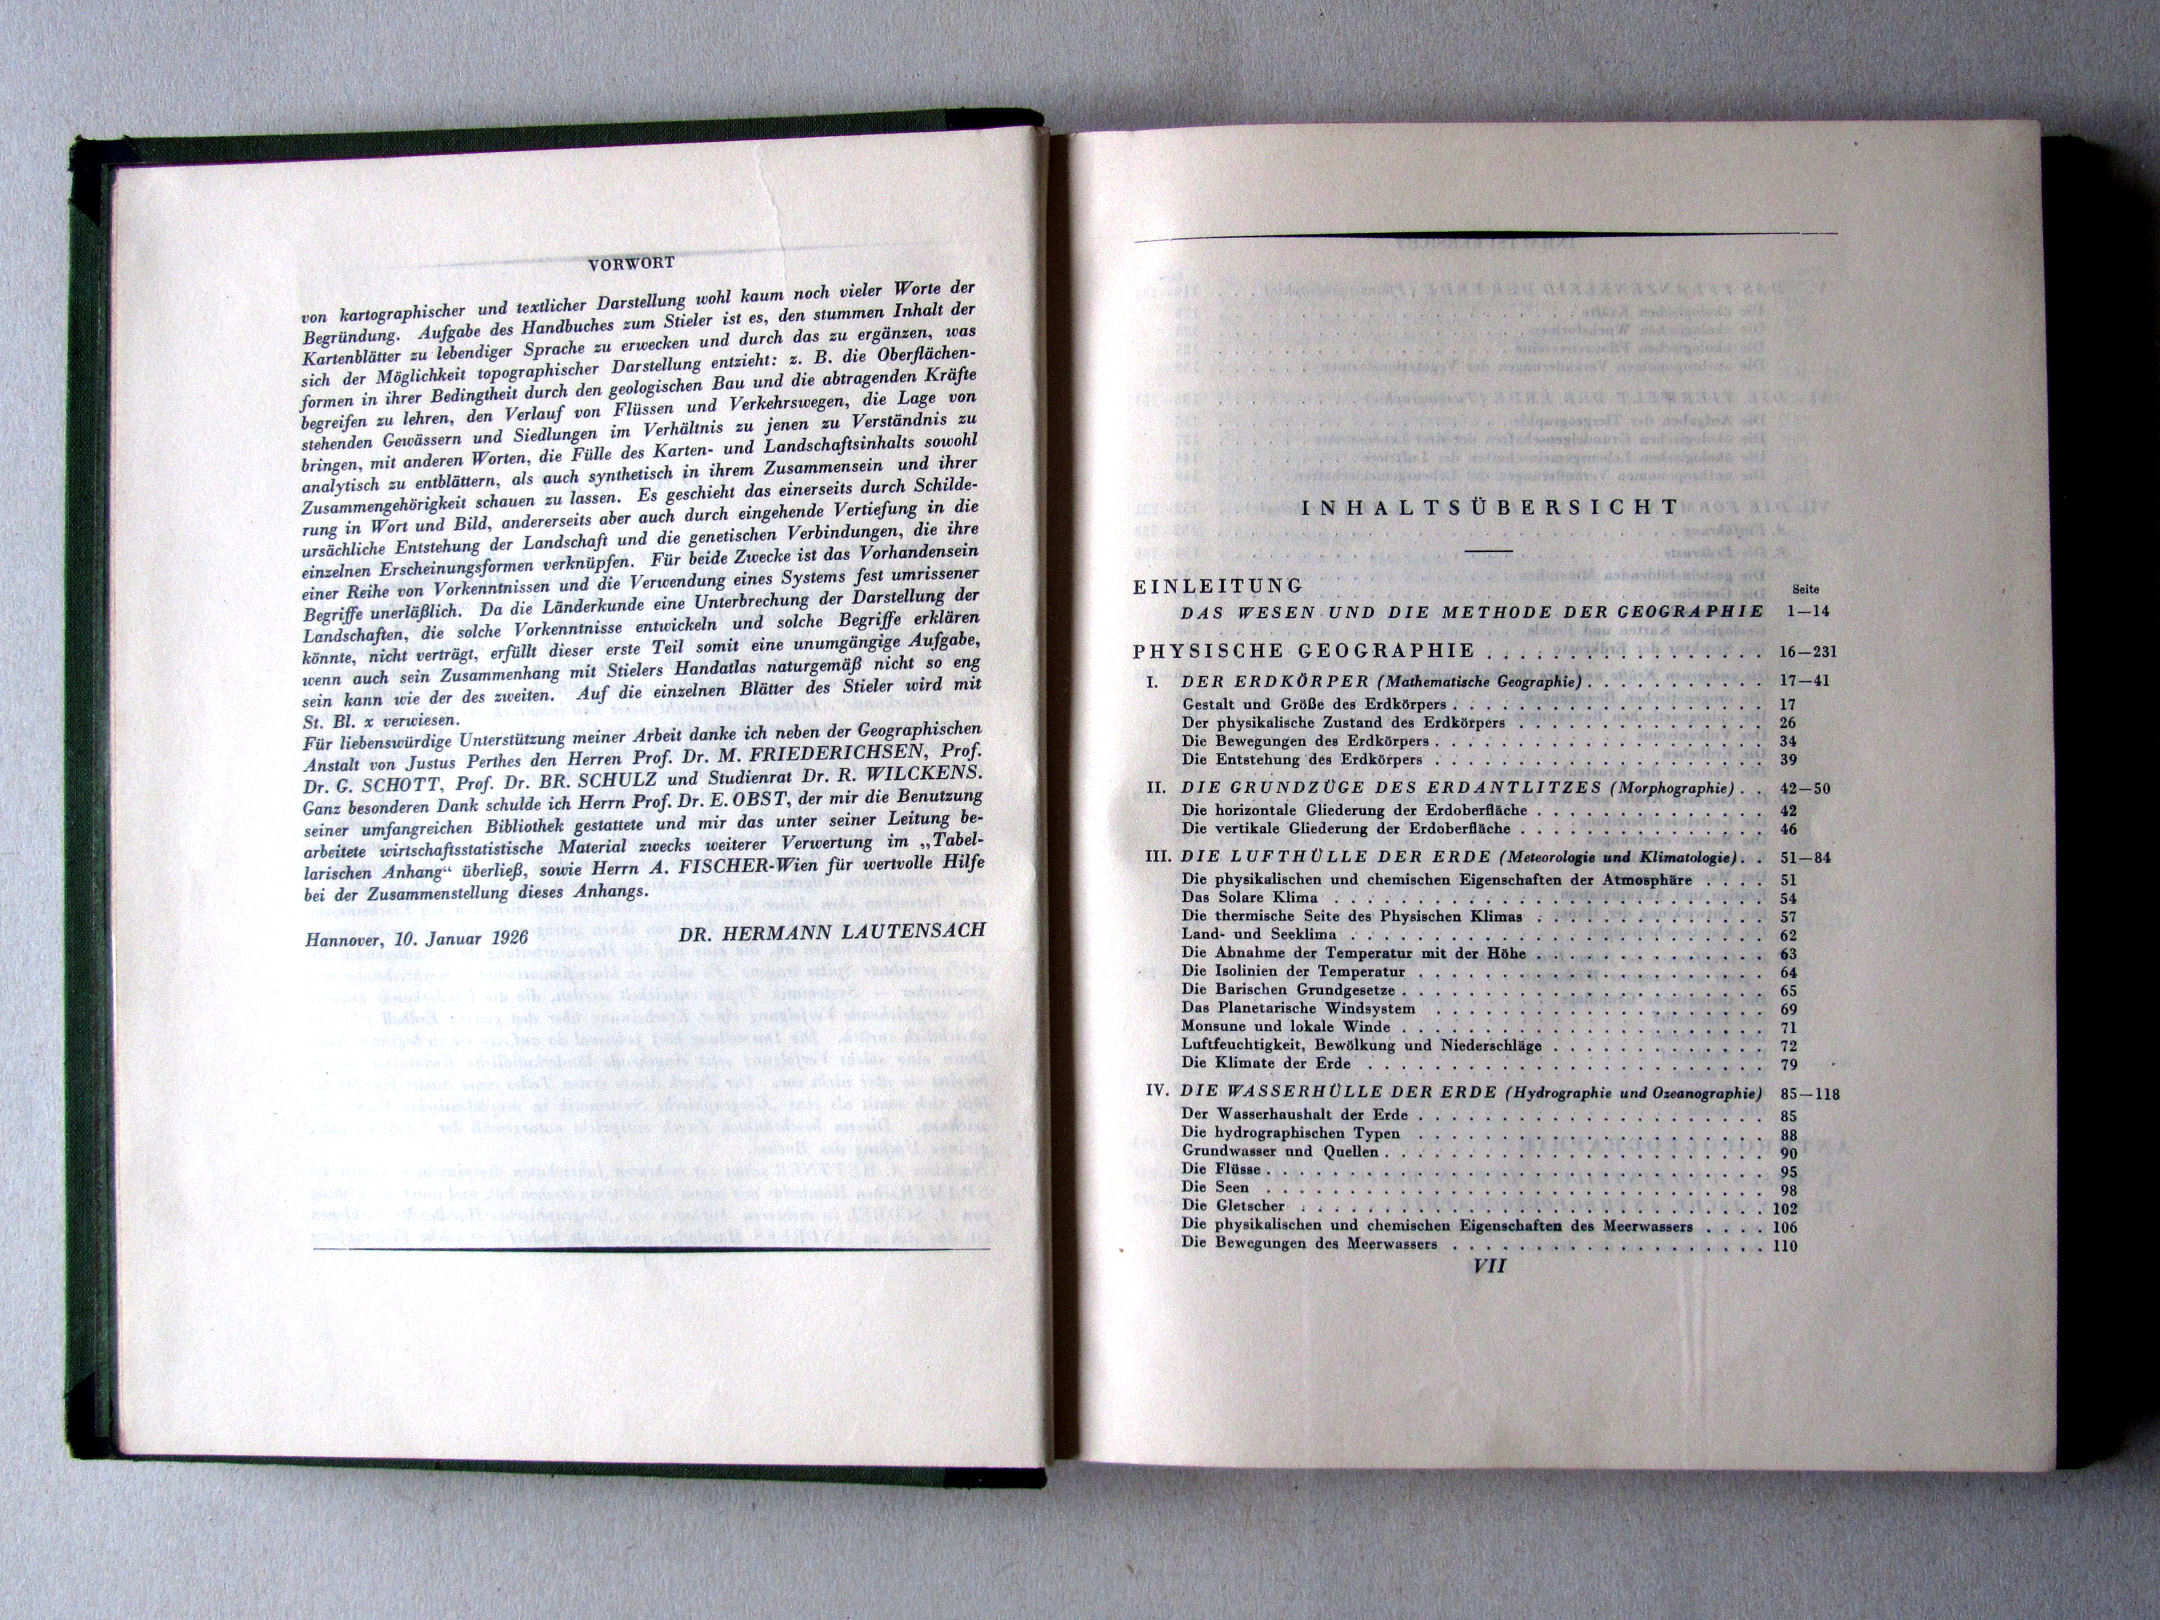 VORWORT
von kartographischer und textlicher Darstellung wohl kaum noch vieler Worte der
Begründung. Aufgabe des Handbuches zum Stieler ist es, den stummen Inhalt der
Kartenblätter zu lebendiger Sprache zu erwecken und durch das zu ergänzen, was
sich der Möglichkeit topographischer Darstellung entzieht: z. B. die Oberflächen-
formen in ihrer Bedingtheit durch den geologischen Bau und die abtragenden Kräfte
begreifen zu lehren, den Verlauf von Flüssen und Verkehrswegen, die Lage von
stehenden Gewässern und Siedlungen im Verhältnis zu jenen zu Verständnis zu
bringen, mit anderen Worten, die Fülle des Karten- und Landschaftsinhalts sowohl
analytisch zu entblättern, als auch synthetisch in ihrem Zusammensein und ihrer
Zusammengehörigkeit schauen zu lassen. Es geschieht das einerseits durch Schilde-
rung in Wort und Bild, andererseits aber auch durch eingehende Vertiefung in die
ursächliche Entstehung der Landschaft und die genetischen Verbindungen, die ihre
einzelnen Erscheinungsformen verknüpfen. Für beide Zwecke ist das Vorhandensein
einer Reihe von Vorkenntnissen und die Verwendung eines Systems fest umrissener
Begriffe unerläßlich. Da die Länderkunde eine Unterbrechung der Darstellung der
Landschaften, die solche Vorkenntnisse entwickeln und solche Begriffe erklären
könnte, nicht verträgt, erfüllt dieser erste Teil somit eine unumgängige Aufgabe,
wenn auch sein Zusammenhang mit Stielers Handatlas naturgemäß nicht so eng
sein kann wie der des zweiten. Auf die einzelnen Blätter des Stieler wird mit
St. Bl. x verwiesen.
Für liebenswürdige Unterstützung meiner Arbeit danke ich neben der Geographischen
Anstalt von Justus Perthes den Herren Prof. Dr. M. FRIEDERICHSEN, Prof.
Dr. G. SCHOTT, Prof. Dr. BR. SCHULZ und Studienrat Dr. R. WILCKENS.
Ganz besonderen Dank schulde ich Herrn Prof. Dr. E. OBST, der mir die Benutzung
seiner umfangreichen Bibliothek gestattete und mir das unter seiner Leitung be-
arbeitete wirtschaftsstatistische Material zwecks weiterer Verwertung im „Tabel-
larischen Anhang“ überließ, sowie Herrn A. FISCHER-Wien für wertvolle Hilfe
bei der Zusammenstellung dieses Anhangs.
Hannover, 10. Januar 1926 DR. HERMANN LAUTENSACH
INHALTSÜBERSICHT
EINLEITUNG Seite
DAS WESEN UND DIE METHODE DER GEOGRAPHIE 1—14
PHYSISCHE GEOGRAPHIE . . . . . . . . . . . . . . . . . 16—231
I. DER ERDKÖRPER (Mathematische Geographie) . . . . . . . . . . . 17—41
Gestalt und Größe des Erdkörpers . . . . . . . . . . . . . . . . . 17
Der physikalische Zustand des Erdkörpers . . . . . . . . . . . . . . 26
Die Bewegungen des Erdkörpers . . . . . . . . . . . . . . . . . . 34
Die Entstehung des Erdkörpers . . . . . . . . . . . . . . . . . . 39
II. DIE GRUNDZÜGE DES ERDANTLITZES (Morphographie) . . 42—50
Die horizontale Gliederung der Erdoberfläche . . . . . . . . . . . . . 42
Die vertikale Gliederung der Erdoberfläche . . . . . . . . . . . . . . 46
III. DIE LUFTHÜLLE DER ERDE (Meteorologie und Klimatologie) . . 51—84
Die physikalischen und chemischen Eigenschaften der Atmosphäre . . . . 51
Das Solare Klima . . . . . . . . . . . . . . . . . . . . . . . 54
Die thermische Seite des Physischen Klimas . . . . . . . . . . . . . 57
Land- und Seeklima . . . . . . . . . . . . . . . . . . . . . . 62
Die Abnahme der Temperatur mit der Höhe . . . . . . . . . . . . . 63
Die Isolinien der Temperatur . . . . . . . . . . . . . . . . . . . 64
Die Barischen Grundgesetze . . . . . . . . . . . . . . . . . . . . 65
Das Planetarische Windsystem . . . . . . . . . . . . . . . . . . 69
Monsune und lokale Winde . . . . . . . . . . . . . . . . . . . . 71
Luftfeuchtigkeit, Bewölkung und Niederschläge . . . . . . . . . . . . 72
Die Klimate der Erde . . . . . . . . . . . . . . . . . . . . . . 79
IV. DIE WASSERHÜLLE DER ERDE (Hydrographie und Ozeanographie) 85—118
Der Wasserhaushalt der Erde . . . . . . . . . . . . . . . . . . . 85
Die hydrographischen Typen . . . . . . . . . . . . . . . . . . . 88
Grundwasser und Quellen . . . . . . . . . . . . . . . . . . . . . 90
Die Flüsse . . . . . . . . . . . . . . . . . . . . . . . . . . . 95
Die Seen . . . . . . . . . . . . . . . . . . . . . . . . . . . 98
Die Gletscher . . . . . . . . . . . . . . . . . . . . . . . . . 102
Die physikalischen und chemischen Eigenschaften des Meerwassers . . . . 106
Die Bewegungen des Meerwassers . . . . . . . . . . . . . . . . . 110
VII